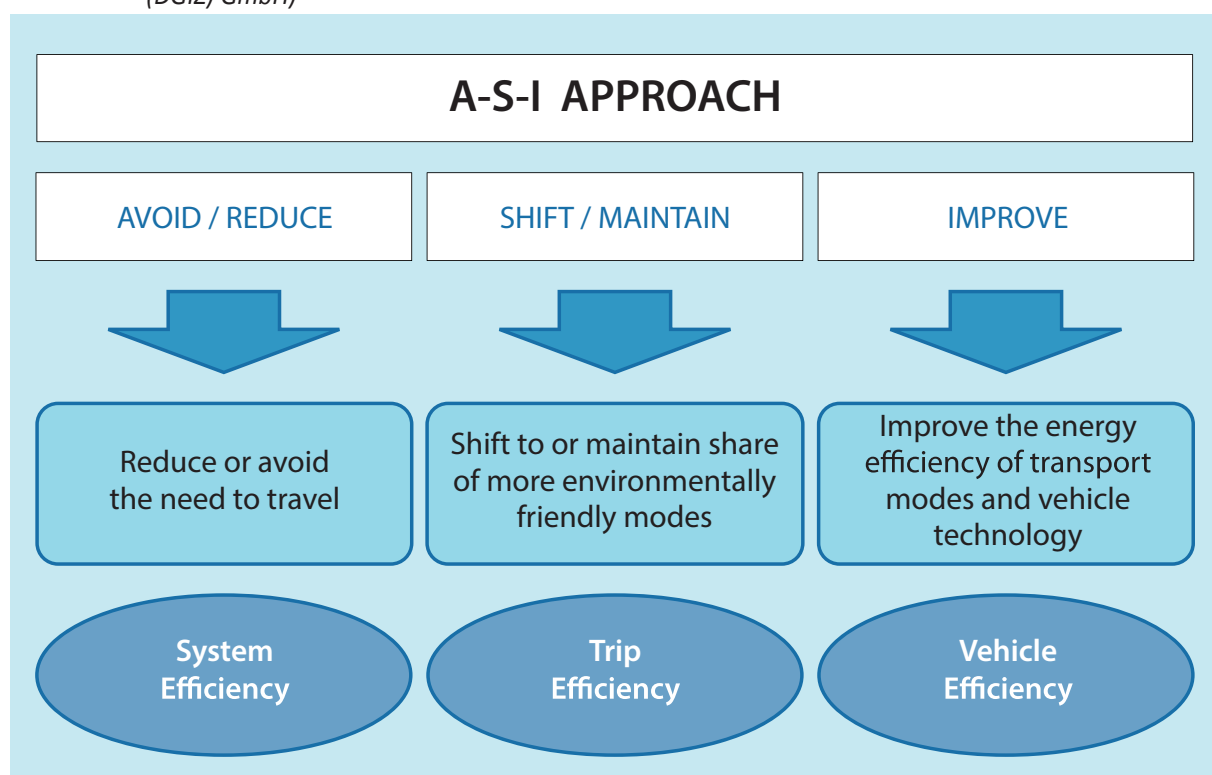 (DGIZ) GmbH)
A-S-I APPROACH
AVOID / REDUCE
SHIFT / MAINTAIN
IMPROVE
Reduce or avoid
the need to travel
Shift to or maintain share
of more environmentally
friendly modes
Improve the energy
efficiency of transport
modes and vehicle
technology
System
Efficiency
Trip
Efficiency
Vehicle
Efficiency